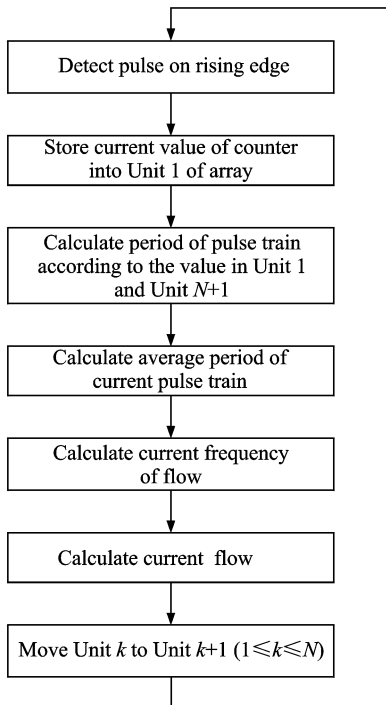 Detect pulse on rising edge
Store current value of counter
into Unit 1 of array
Calculate period of pulse train
according to the value in Unit 1
and Unit N+1
Calculate average period of
current pulse train
Calculate current frequency
of flow
Calculate current flow
Move Unit k to Unit k+1 (1≤k≤N)